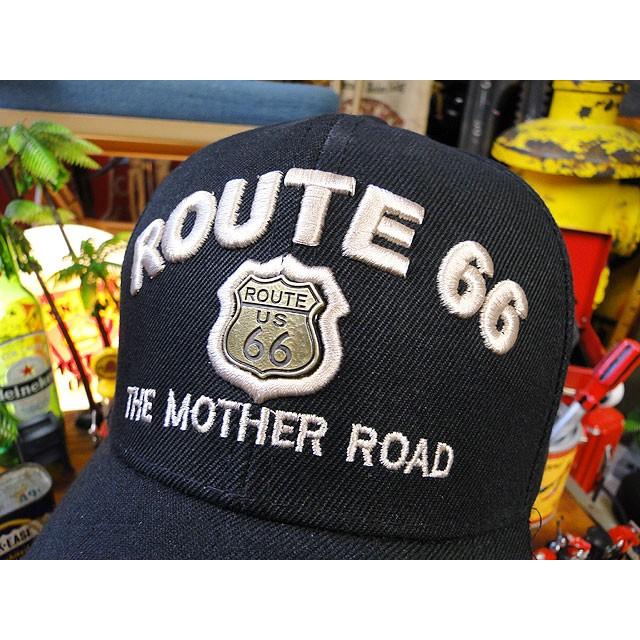 ROUTE 66
ROUTE
US
66
THE MOTHER ROAD
Heineken